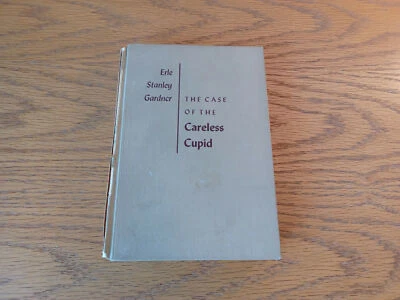 Erle
Stanley
Gardner
THE CASE
OF THE
Careless
Cupid